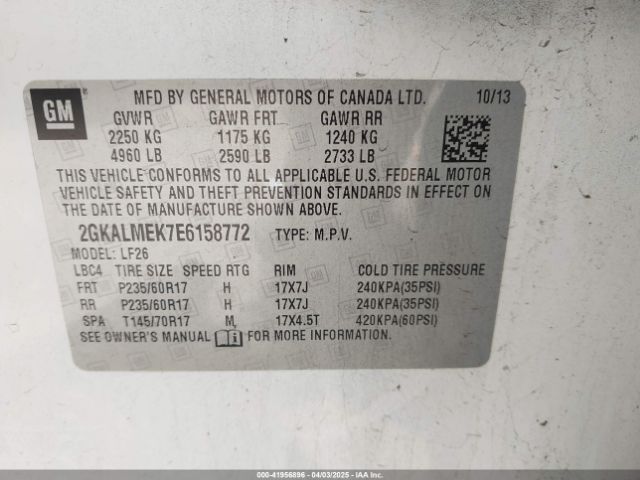 GM
MFD BY GENERAL MOTORS OF CANADA LTD. 10/13
GVWR GAWR FRT GAWR RR
2250 KG 1175 KG 1240 KG
4960 LB 2590 LB 2733 LB
THIS VEHICLE CONFORMS TO ALL APPLICABLE U.S. FEDERAL MOTOR
VEHICLE SAFETY AND THEFT PREVENTION STANDARDS IN EFFECT ON
THE DATE OF MANUFACTURE SHOWN ABOVE.
2GKALMEK7E6158772 TYPE: M.P.V.
MODEL: LF26
LBC4 TIRE SIZE SPEED RTG RIM COLD TIRE PRESSURE
FRT P235/60R17 H 17X7J 240KPA(35PSI)
RR P235/60R17 H 17X7J 240KPA(35PSI)
SPA T145/70R17 M 17X4.5T 420KPA(60PSI)
SEE OWNER'S MANUAL FOR MORE INFORMATION.
000-41956896 - 04/03/2025 - IAAI.COM